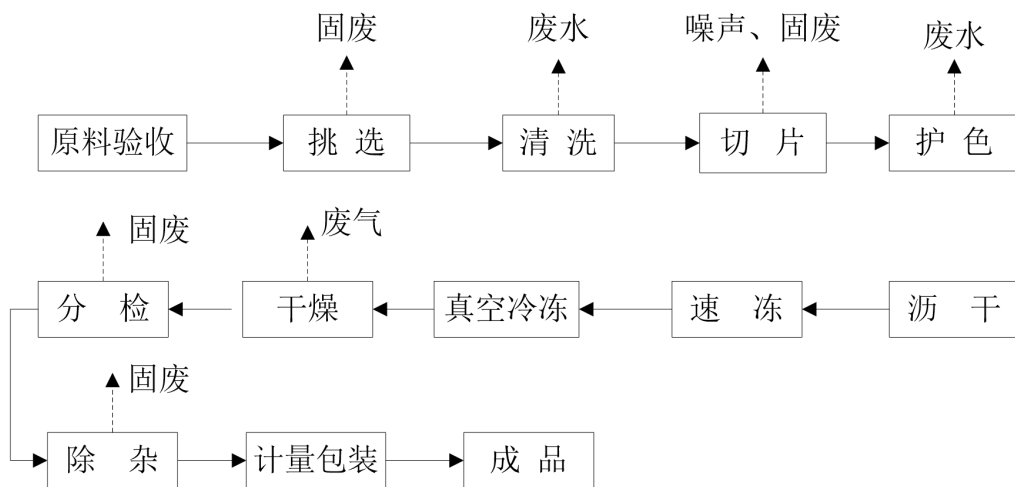 固废 废水 噪声、固废 废水
原料验收 挑 选 清 洗 切 片 护 色
固废 废气
分 检 干燥 真空冷冻 速 冻 沥 干
固废
除 杂 计量包装 成 品